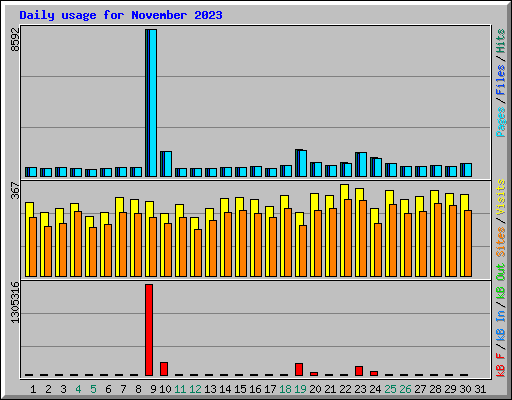 Daily usage for November 2023
8592
367
1305316
Pages / Files / Hits
Sites / Visits
kB F / kB In / kB Out
1 2 3 4 5 6 7 8 9 10 11 12 13 14 15 16 17 18 19 20 21 22 23 24 25 26 27 28 29 30 31